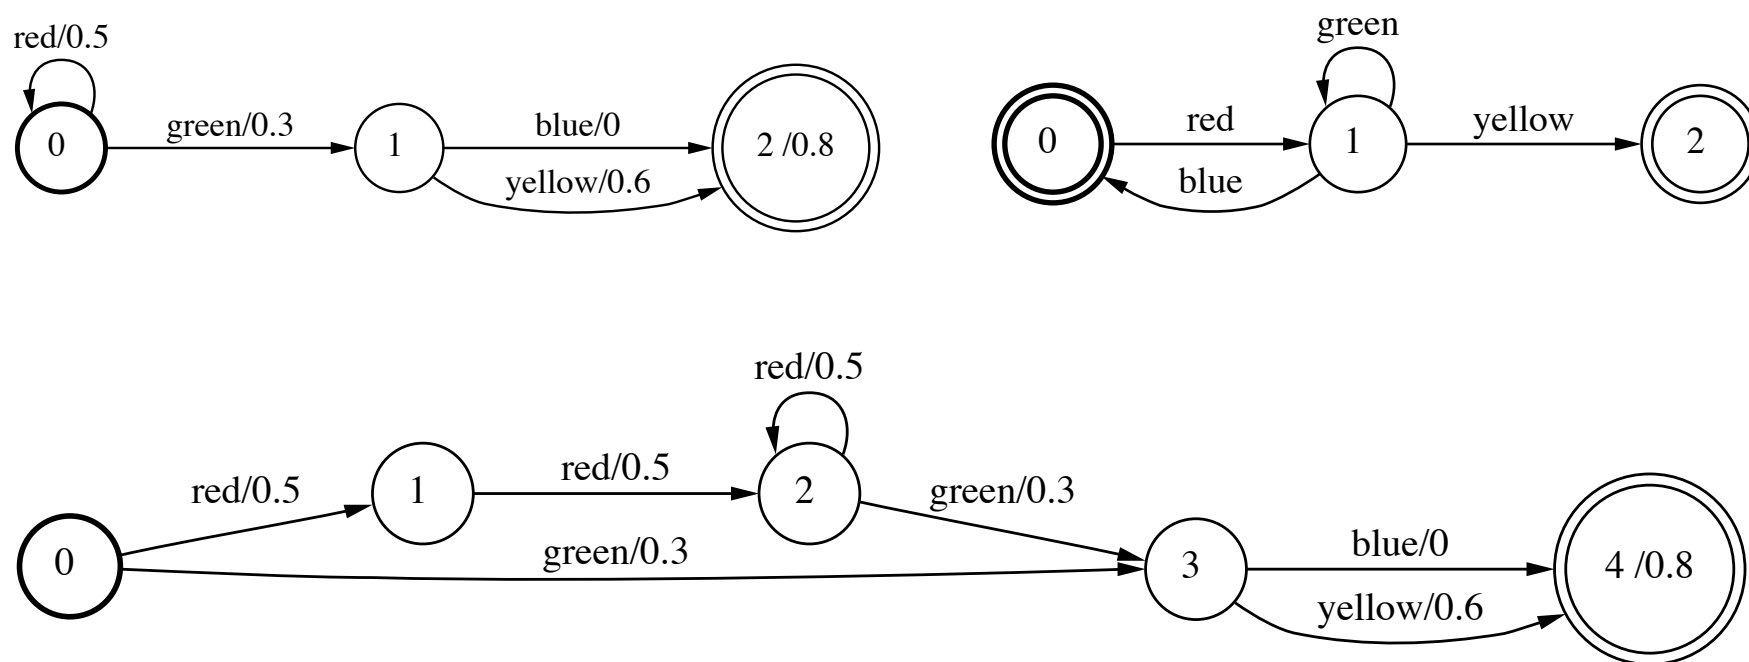 red/0.5
0
green/0.3
1
blue/0
yellow/0.6
2 /0.8
green
0
red
blue
1
yellow
2
red/0.5
0
red/0.5
1
red/0.5
2
green/0.3
green/0.3
3
blue/0
yellow/0.6
4 /0.8